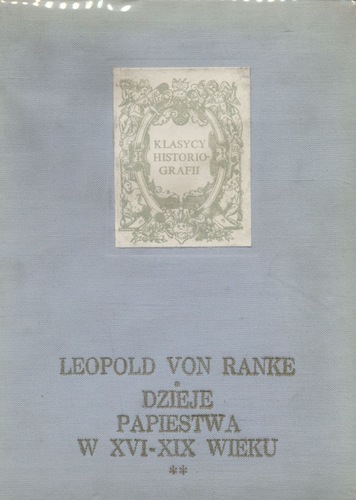 KLASYCY
HISTORIO-
GRAFII
LEOPOLD VON RANKE
*
DZIEJE
PAPIESTWA
W XVI-XIX WIEKU
**